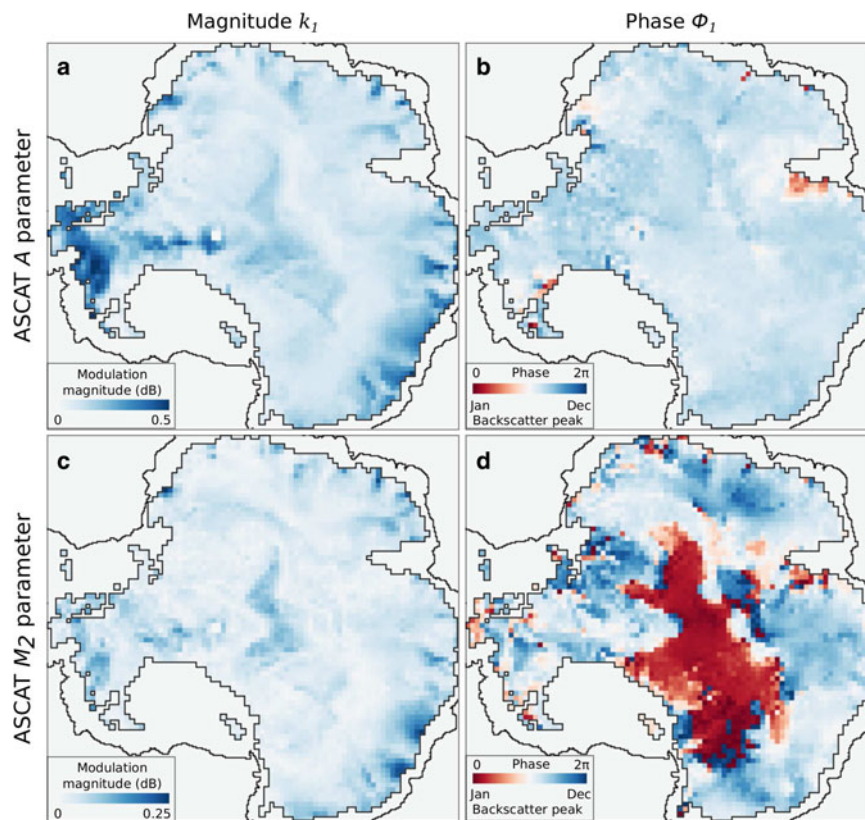 Magnitude k₁
Phase Φ₁
ASCAT A parameter
a
Modulation
magnitude (dB)
0 0.5
b
0 Phase 2π
Jan Dec
Backscatter peak
ASCAT M₂ parameter
c
Modulation
magnitude (dB)
0 0.25
d
0 Phase 2π
Jan Dec
Backscatter peak